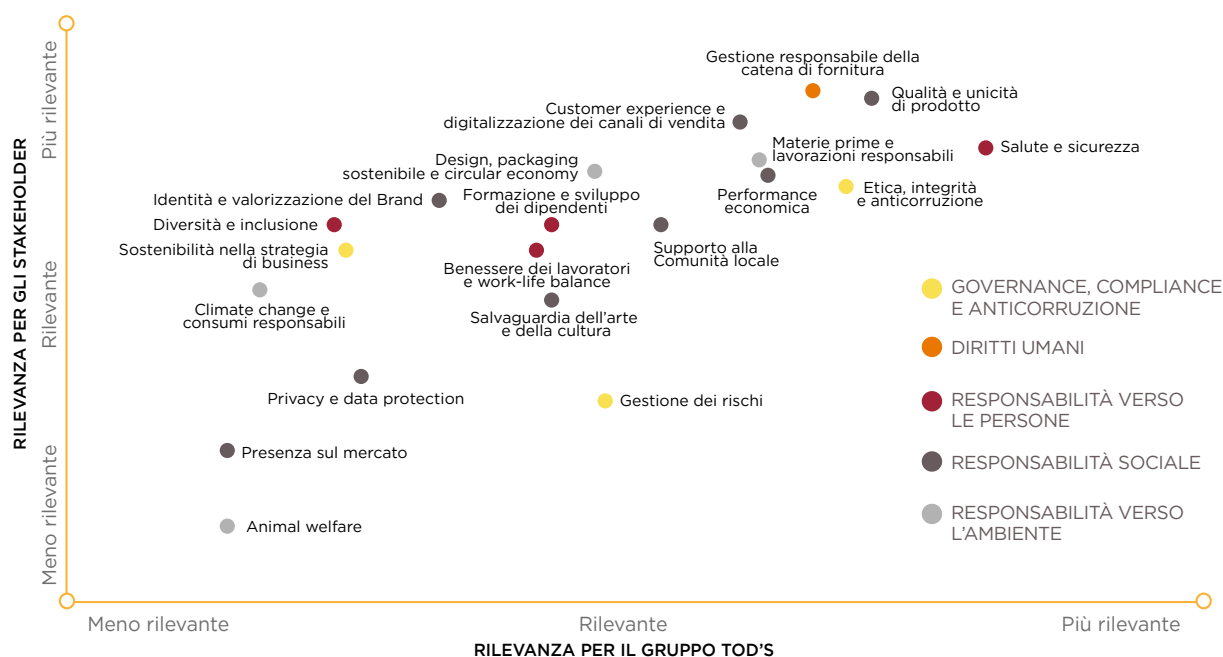 RILEVANZA PER GLI STAKEHOLDER
Più rilevante
Rilevante
Meno rilevante
Gestione responsabile della
catena di fornitura
Qualità e unicità
di prodotto
Customer experience e
digitalizzazione dei canali di vendita
Materie prime e
lavorazioni responsabili
Salute e sicurezza
Design, packaging
sostenibile e circular economy
Performance
economica
Etica, integrità
e anticorruzione
Identità e valorizzazione del Brand
Formazione e sviluppo
dei dipendenti
Diversità e inclusione
Supporto alla
Comunità locale
Sostenibilità nella strategia
di business
Benessere dei lavoratori
e work-life balance
Climate change e
consumi responsabili
Salvaguardia dell'arte
e della cultura
Privacy e data protection
Gestione dei rischi
Presenza sul mercato
Animal welfare
GOVERNANCE, COMPLIANCE
E ANTICORRUZIONE
DIRITTI UMANI
RESPONSABILITÀ VERSO
LE PERSONE
RESPONSABILITÀ SOCIALE
RESPONSABILITÀ VERSO
L'AMBIENTE
Meno rilevante
Rilevante
Più rilevante
RILEVANZA PER IL GRUPPO TOD'S